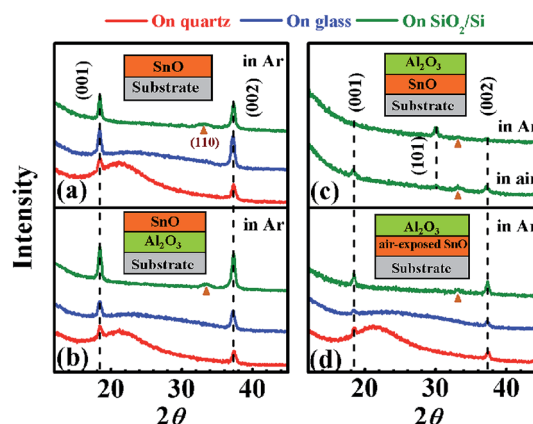 On quartz On glass On SiO2/Si
in Ar
(001)
SnO
Substrate
(002)
(110)
(a)
in Ar
SnO
Al2O3
Substrate
(b)
20 30 40
2θ
Intensity
(001)
Al2O3
SnO
Substrate
(002)
in Ar
(101)
in air
(c)
in Ar
Al2O3
air-exposed SnO
Substrate
(d)
20 30 40
2θ